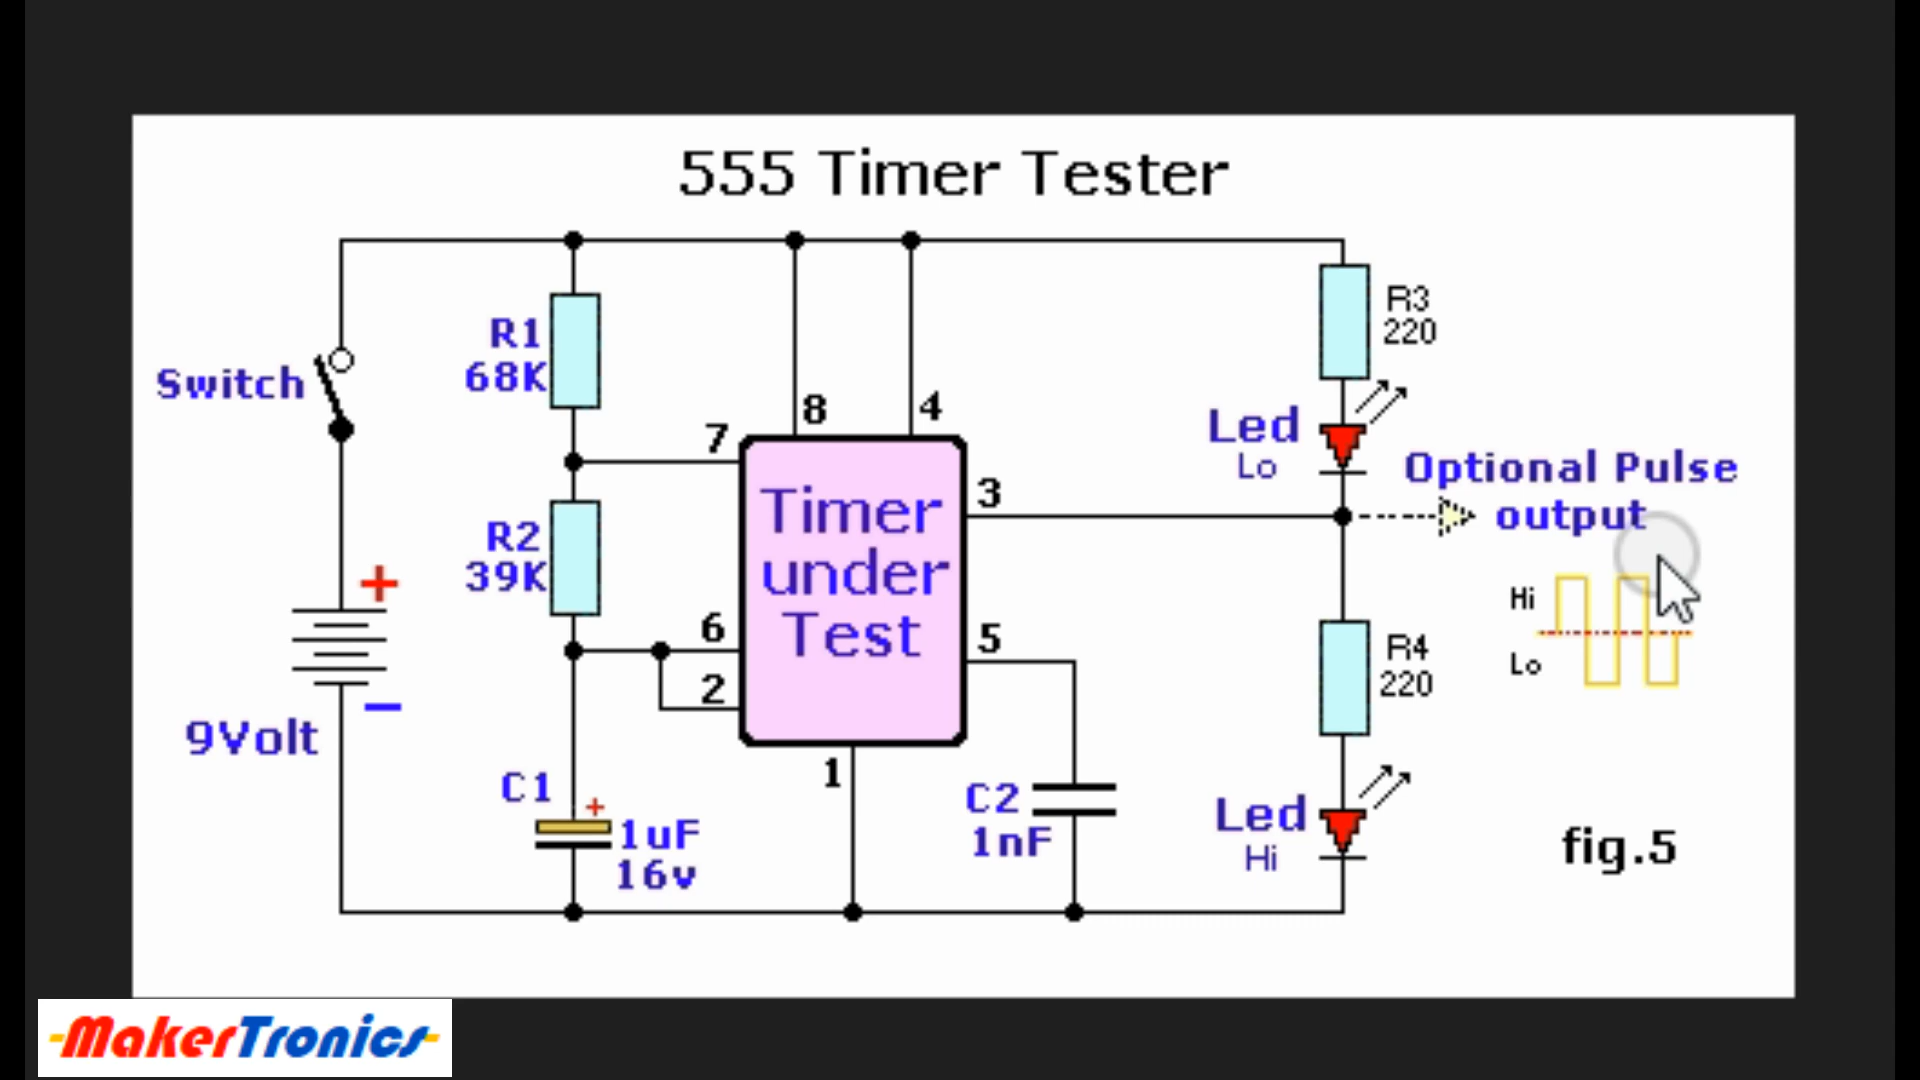 555 Timer Tester
Switch
R1
68K
R2
39K
7
8
4
3
6
2
5
1
Timer
under
Test
R3
220
Led
Lo
Optional Pulse
output
Hi
Lo
R4
220
+
−
9Volt
C1
+
1uF
16v
C2
1nF
Led
Hi
fig.5
-MakerTronics-